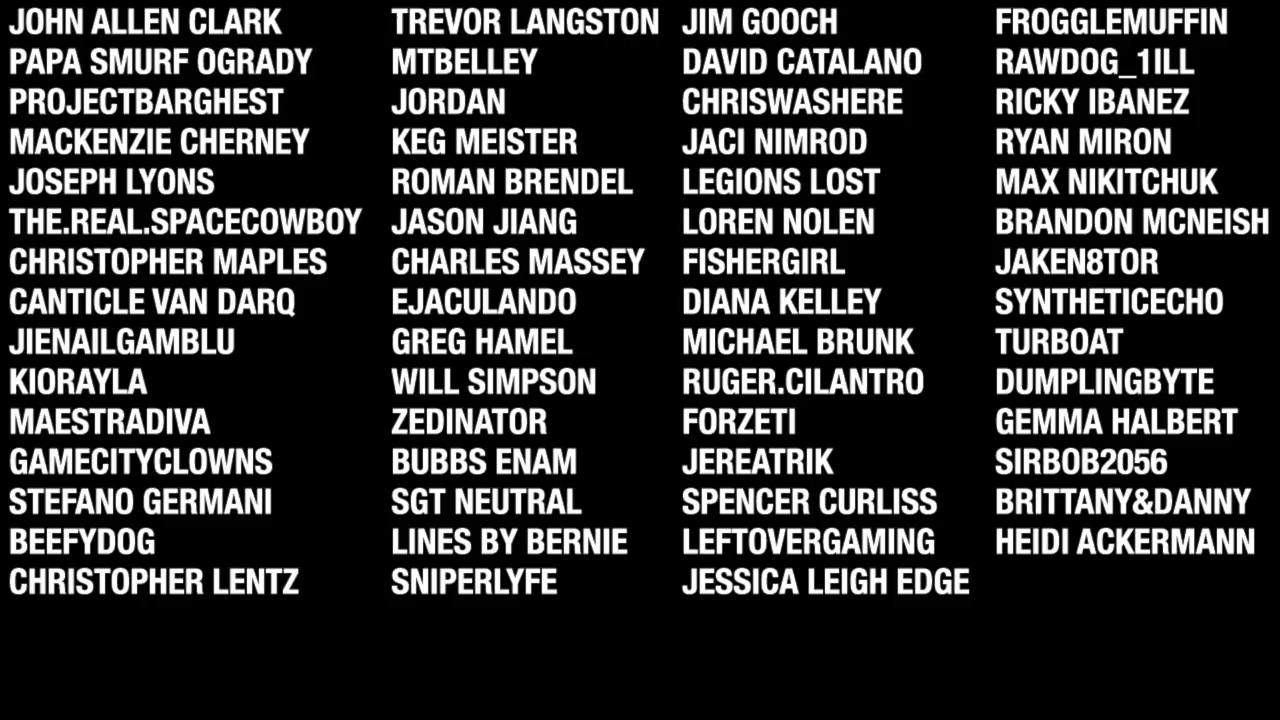 JOHN ALLEN CLARK
PAPA SMURF OGRADY
PROJECTBARGHEST
MACKENZIE CHERNEY
JOSEPH LYONS
THE.REAL.SPACECOWBOY
CHRISTOPHER MAPLES
CANTICLE VAN DARQ
JIENAILGAMBLU
KIORAYLA
MAESTRADIVA
GAMECITYCLOWNS
STEFANO GERMANI
BEEFYDOG
CHRISTOPHER LENTZ
TREVOR LANGSTON
MTBELLEY
JORDAN
KEG MEISTER
ROMAN BRENDEL
JASON JIANG
CHARLES MASSEY
EJACULANDO
GREG HAMEL
WILL SIMPSON
ZEDINATOR
BUBBS ENAM
SGT NEUTRAL
LINES BY BERNIE
SNIPERLYFE
JIM GOOCH
DAVID CATALANO
CHRISWASHERE
JACI NIMROD
LEGIONS LOST
LOREN NOLEN
FISHERGIRL
DIANA KELLEY
MICHAEL BRUNK
RUGER.CILANTRO
FORZETI
JEREATRIK
SPENCER CURLISS
LEFTOVERGAMING
JESSICA LEIGH EDGE
FROGGLEMUFFIN
RAWDOG_1ILL
RICKY IBANEZ
RYAN MIRON
MAX NIKITCHUK
BRANDON MCNEISH
JAKEN8TOR
SYNTHETICECHO
TURBOAT
DUMPLINGBYTE
GEMMA HALBERT
SIRBOB2056
BRITTANY&DANNY
HEIDI ACKERMANN